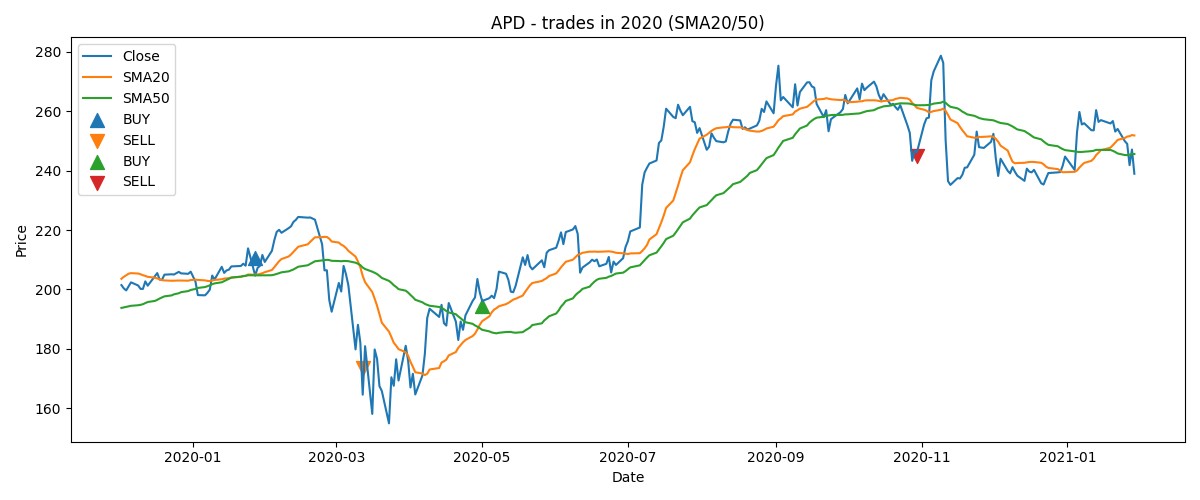 APD - trades in 2020 (SMA20/50)
Close
SMA20
SMA50
BUY
SELL
BUY
SELL
Price
280
260
240
220
200
180
160
2020-01 2020-03 2020-05 2020-07 2020-09 2020-11 2021-01
Date